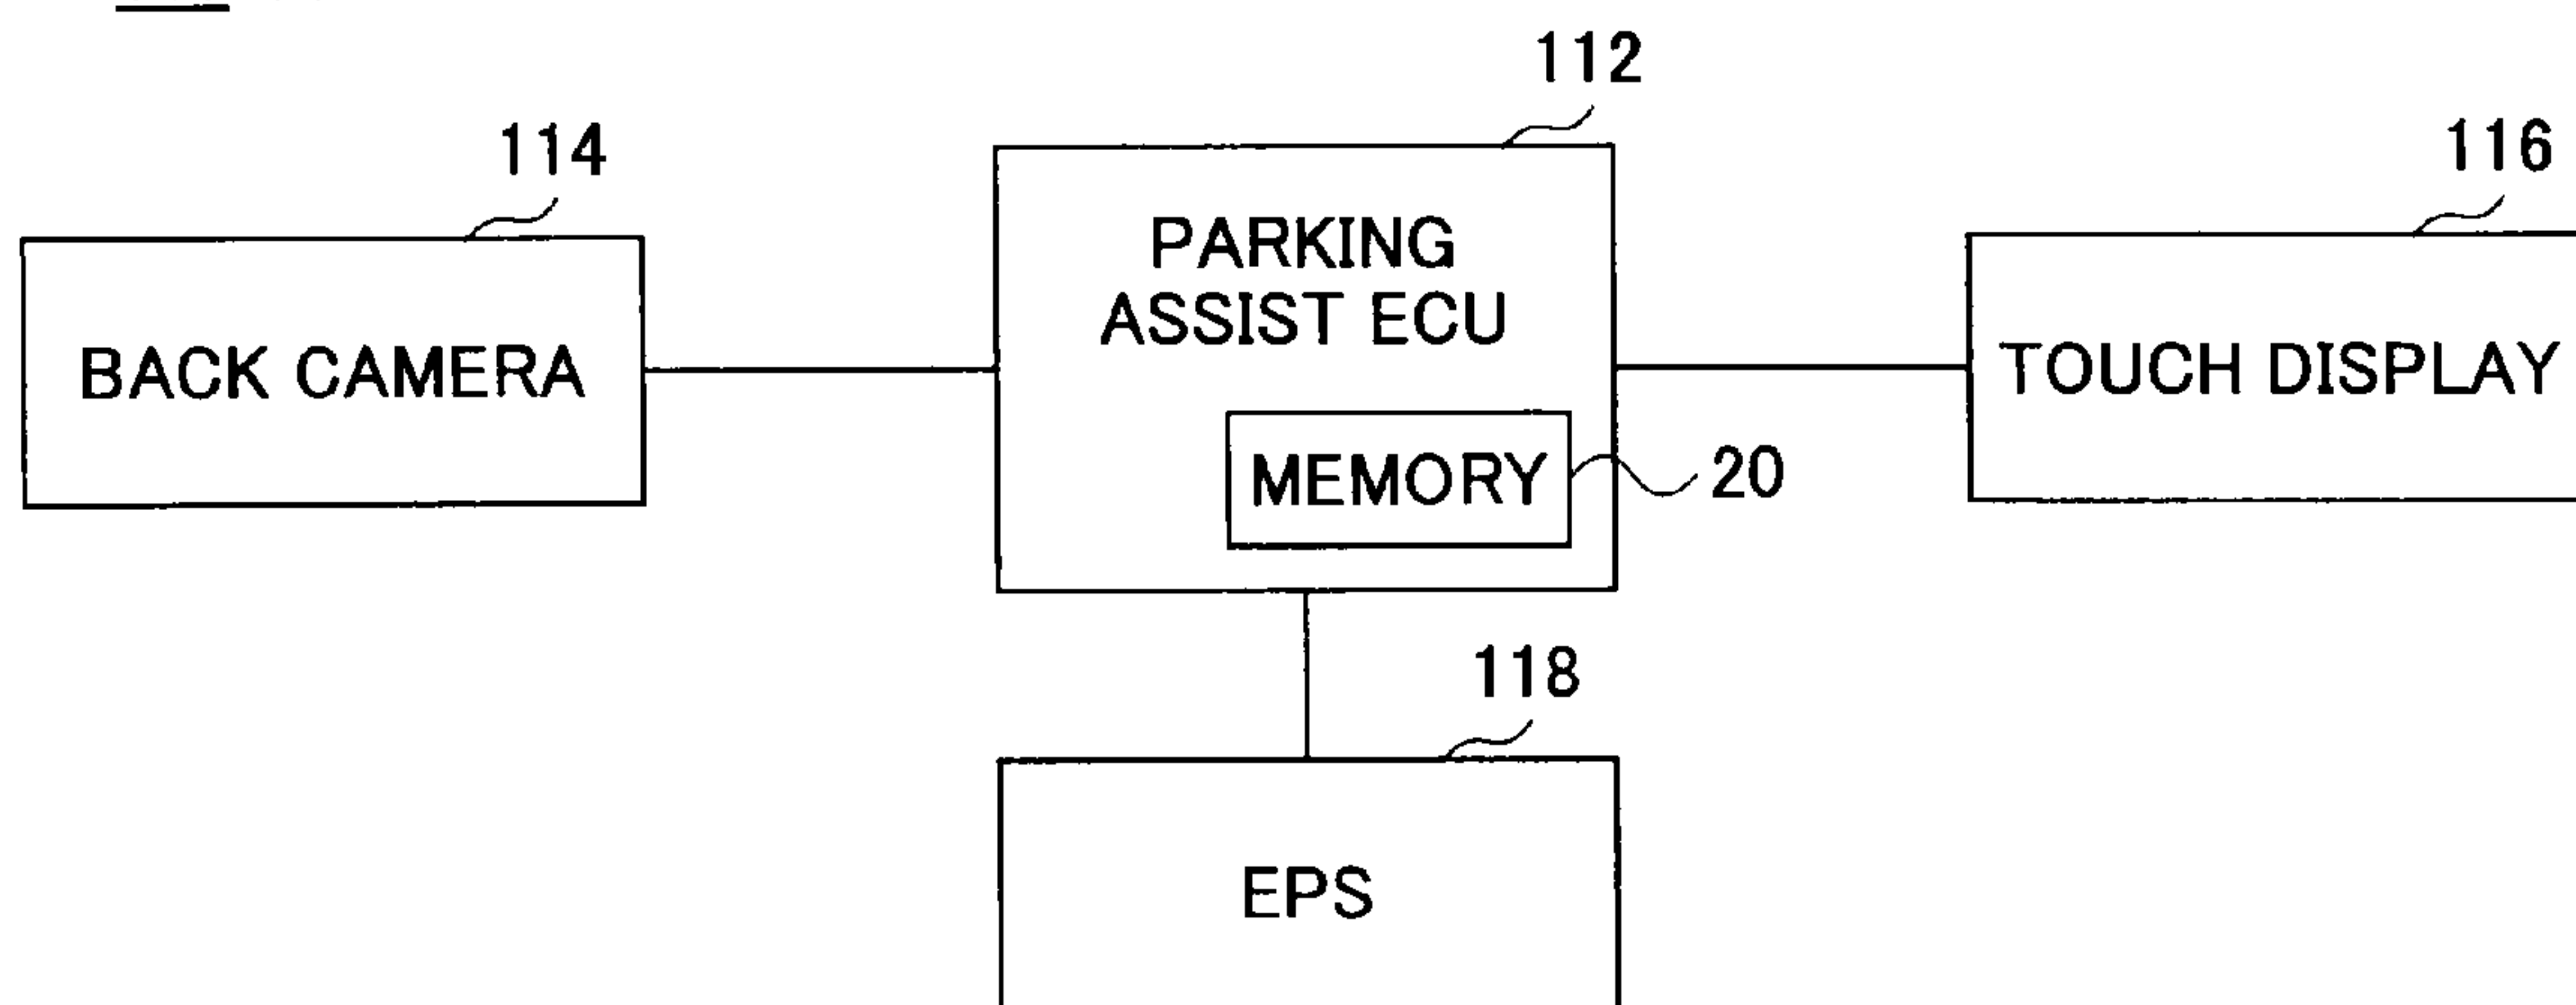 112
114
116
PARKING
ASSIST ECU
BACK CAMERA
TOUCH DISPLAY
MEMORY
20
118
EPS